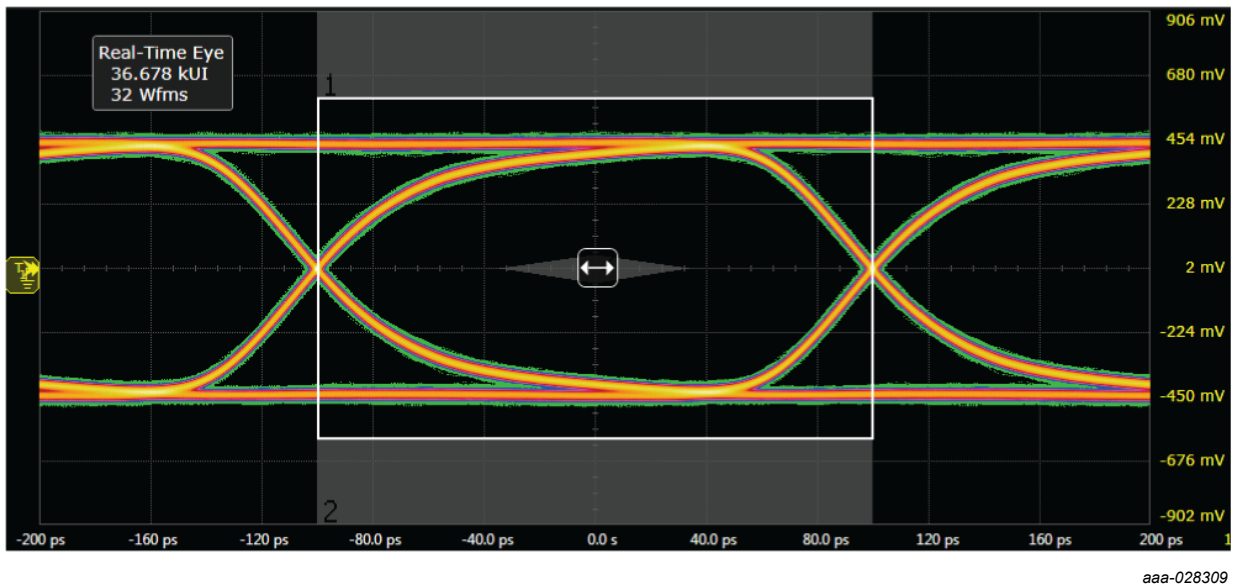 Real-Time Eye
36.678 kUI
32 Wfms
1
2
906 mV
680 mV
454 mV
228 mV
2 mV
-224 mV
-450 mV
-676 mV
-902 mV
-200 ps -160 ps -120 ps -80.0 ps -40.0 ps 0.0 s 40.0 ps 80.0 ps 120 ps 160 ps 200 ps 1
aaa-028309